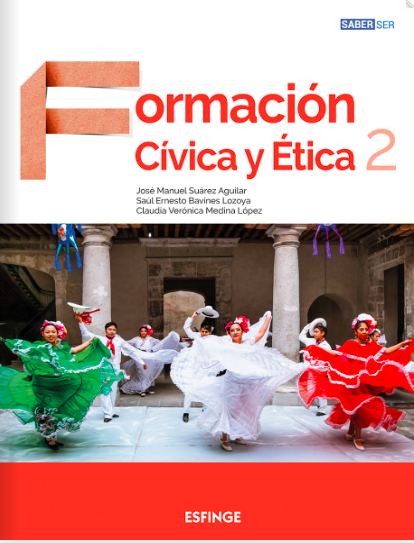 SABER SER
Formación
Cívica y Ética 2
José Manuel Suárez Aguilar
Saúl Ernesto Bavines Lozoya
Claudia Verónica Medina López
ESFINGE